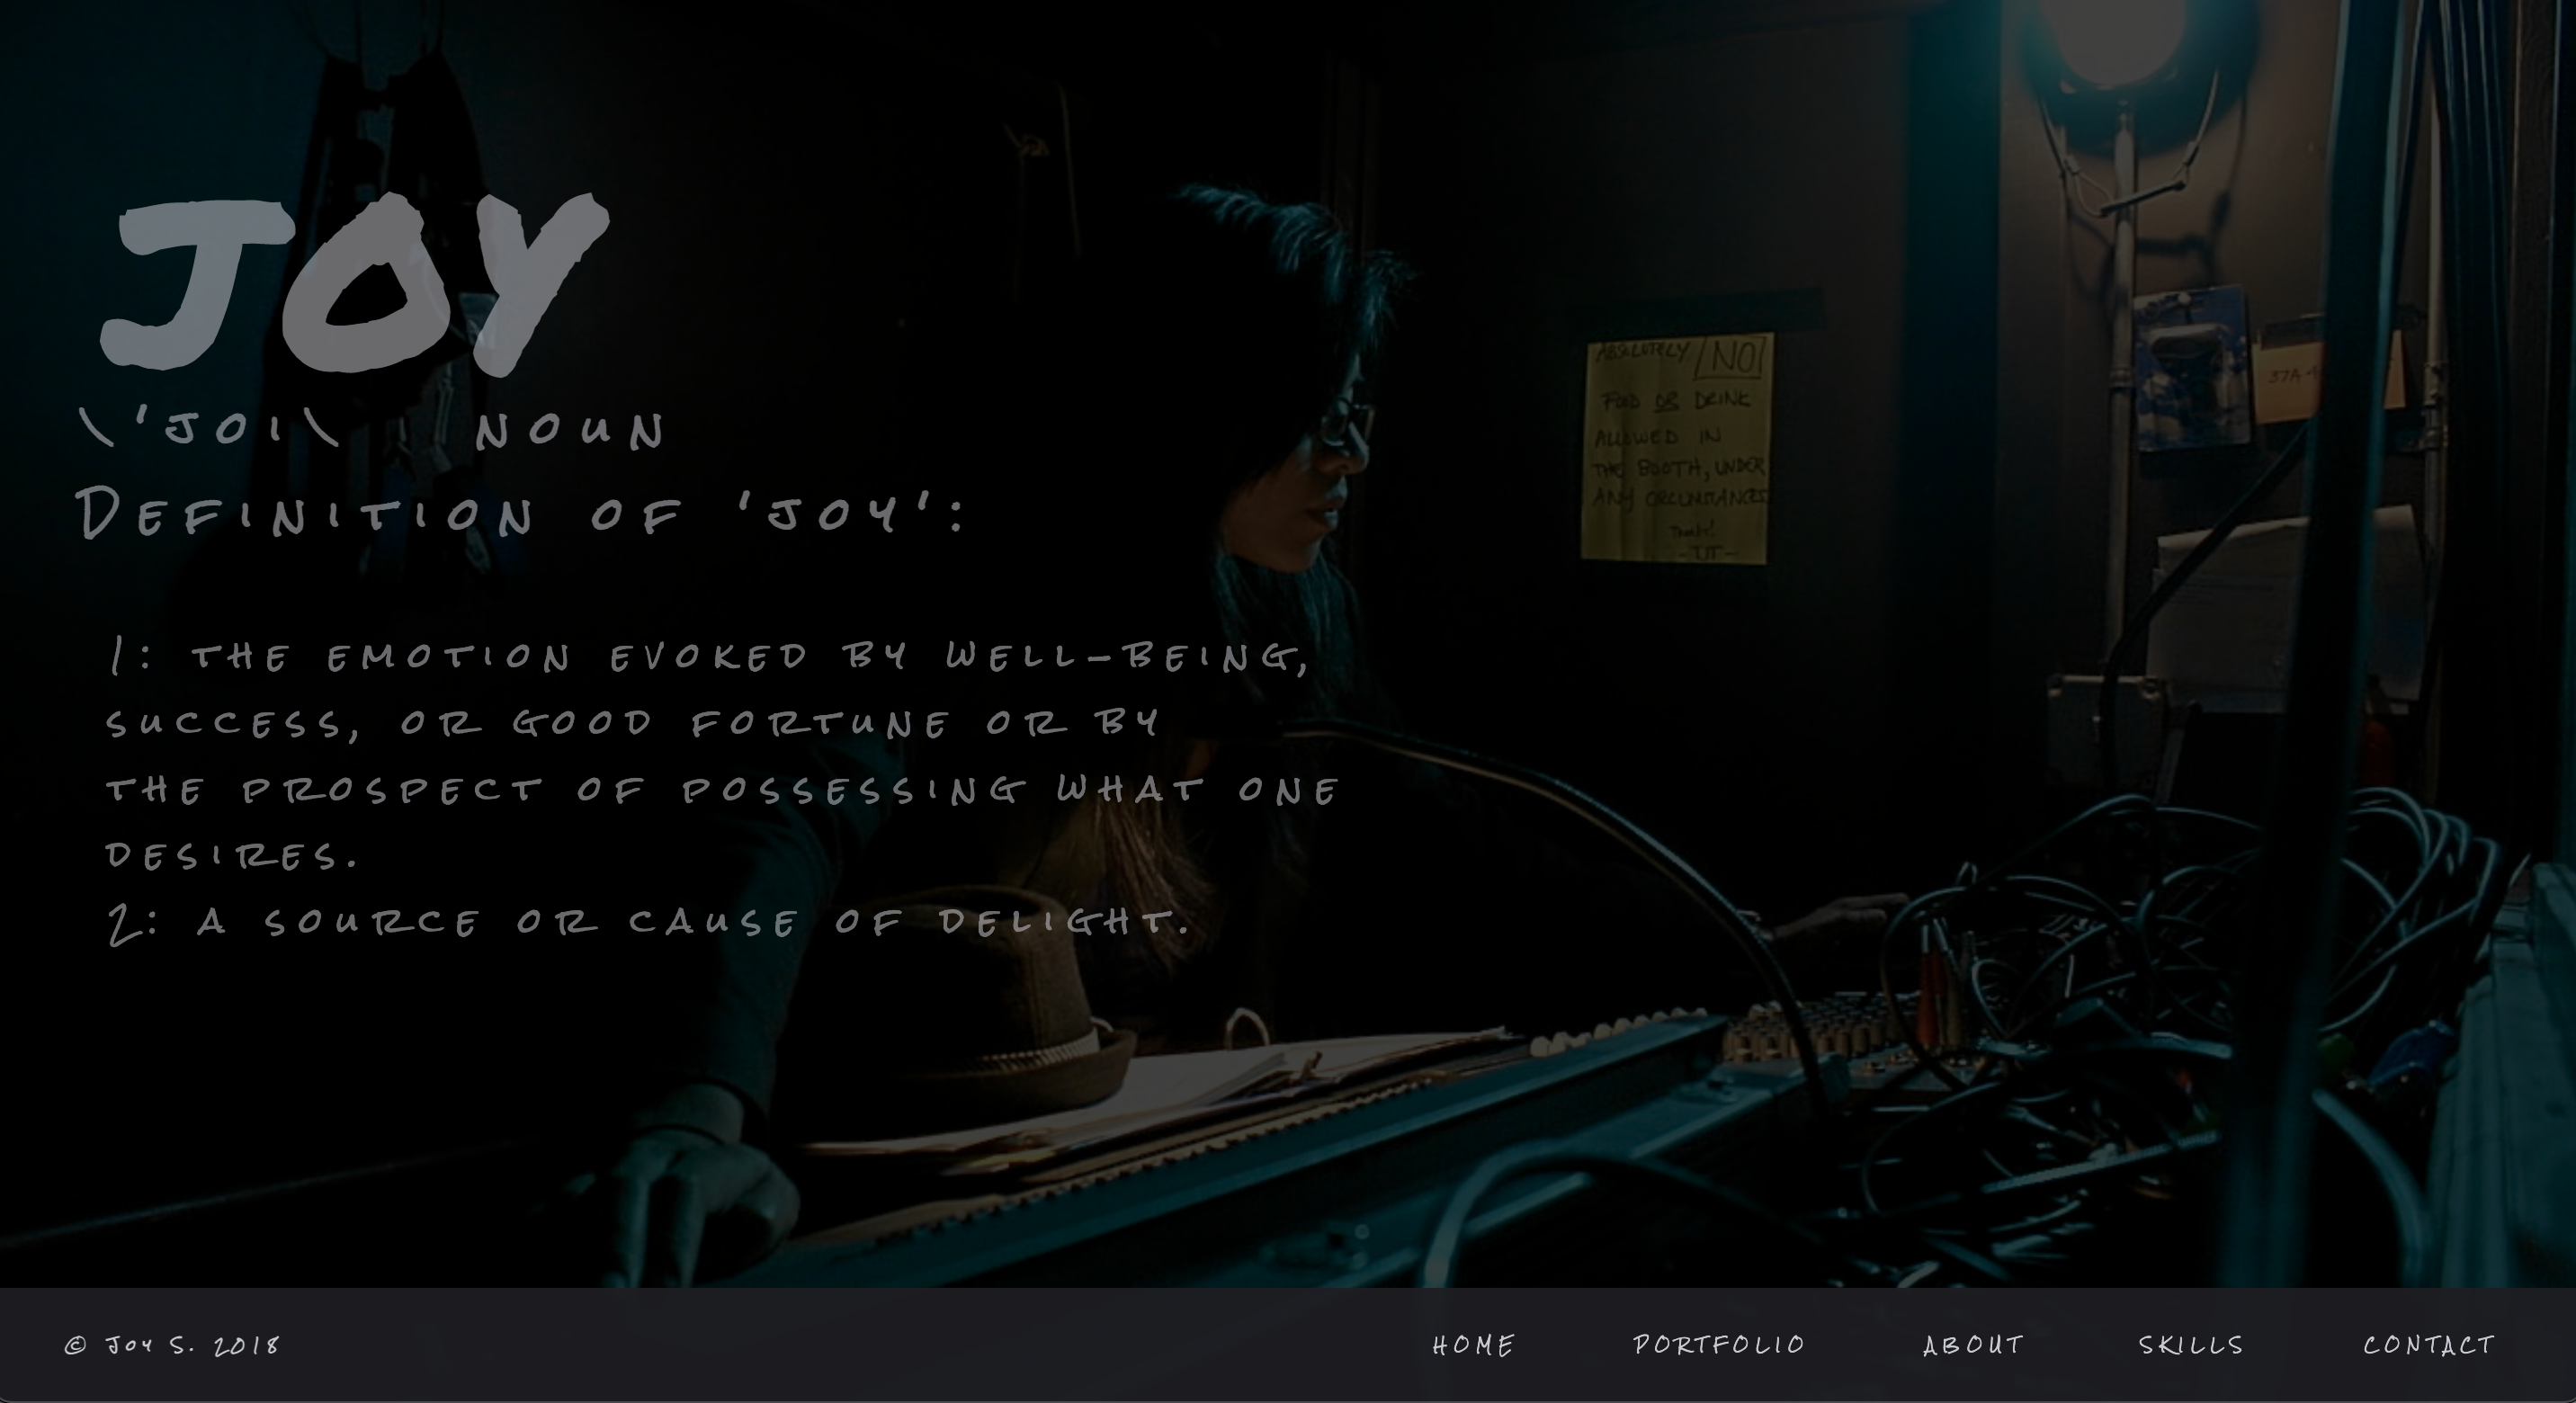 JOY
\'joi\ noun
Definition of 'joy':
1: the emotion evoked by well-being,
success, or good fortune or by
the prospect of possessing what one
desires.
2: a source or cause of delight.
ABSOLUTELY NO
FOOD OR DRINK
ALLOWED IN
THE BOOTH, UNDER
ANY CIRCUMSTANCES
Thanks!
37A
© Joy S. 2018
HOME
PORTFOLIO
ABOUT
SKILLS
CONTACT